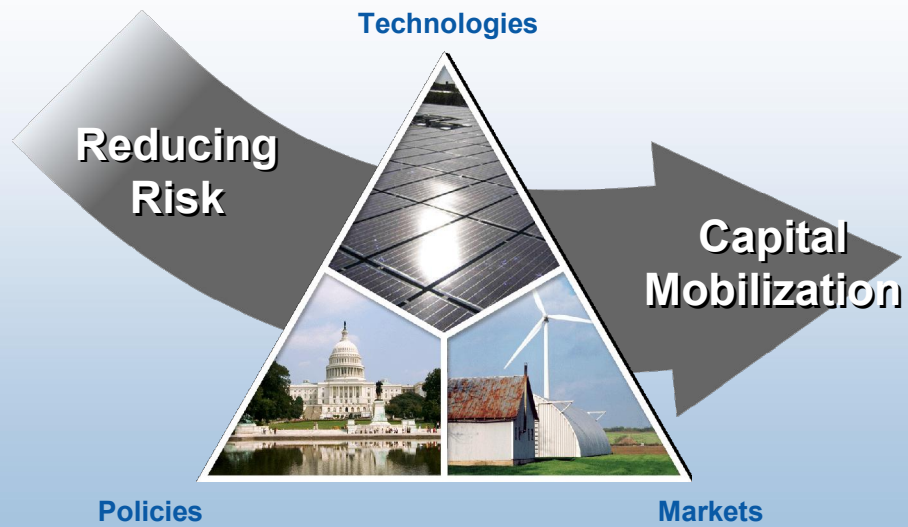 Technologies
Reducing
Risk
Capital
Mobilization
Policies
Markets